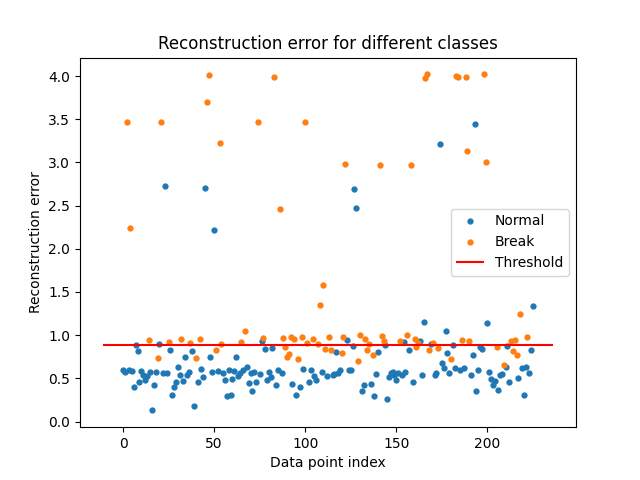 Reconstruction error for different classes
Reconstruction error
4.0
3.5
3.0
2.5
2.0
1.5
1.0
0.5
0.0
Normal
Break
Threshold
0 50 100 150 200
Data point index